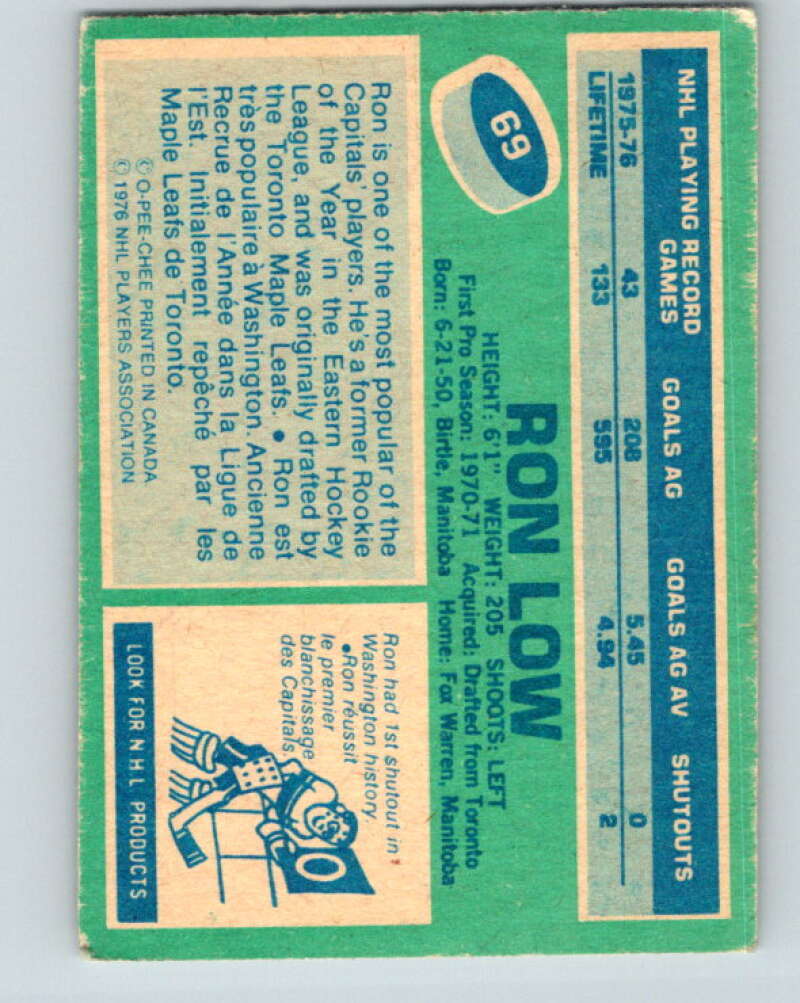 NHL PLAYING RECORD
GAMES GOALS AG GOALS AG AV SHUTOUTS
1975-76 43 208 5.45 0
LIFETIME 133 595 4.94 2
69
RON LOW
HEIGHT: 6'1" WEIGHT: 205 SHOOTS: LEFT
First Pro Season: 1970-71 Acquired: Drafted from Toronto
Born: 6-21-50, Birtle, Manitoba Home: Fox Warren, Manitoba
Ron is one of the most popular of the
Capitals' players. He's a former Rookie
of the Year in the Eastern Hockey
League, and was originally drafted by
the Toronto Maple Leafs. • Ron est
très populaire à Washington. Ancienne
Recrue de l'Année dans la Ligue de
l'Est. Initialement repêché par les
Maple Leafs de Toronto.
© O-PEE-CHEE PRINTED IN CANADA
© 1976 NHL PLAYERS ASSOCIATION
Ron had 1st shutout in
Washington history.
•Ron réussit
le premier
blanchissage
des Capitals.
0
LOOK FOR N.H.L PRODUCTS